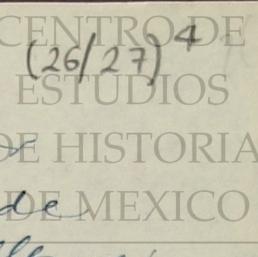 CENTRO DE
(26/27)4
ESTUDIOS
DE HISTORIA
de
DE MEXICO